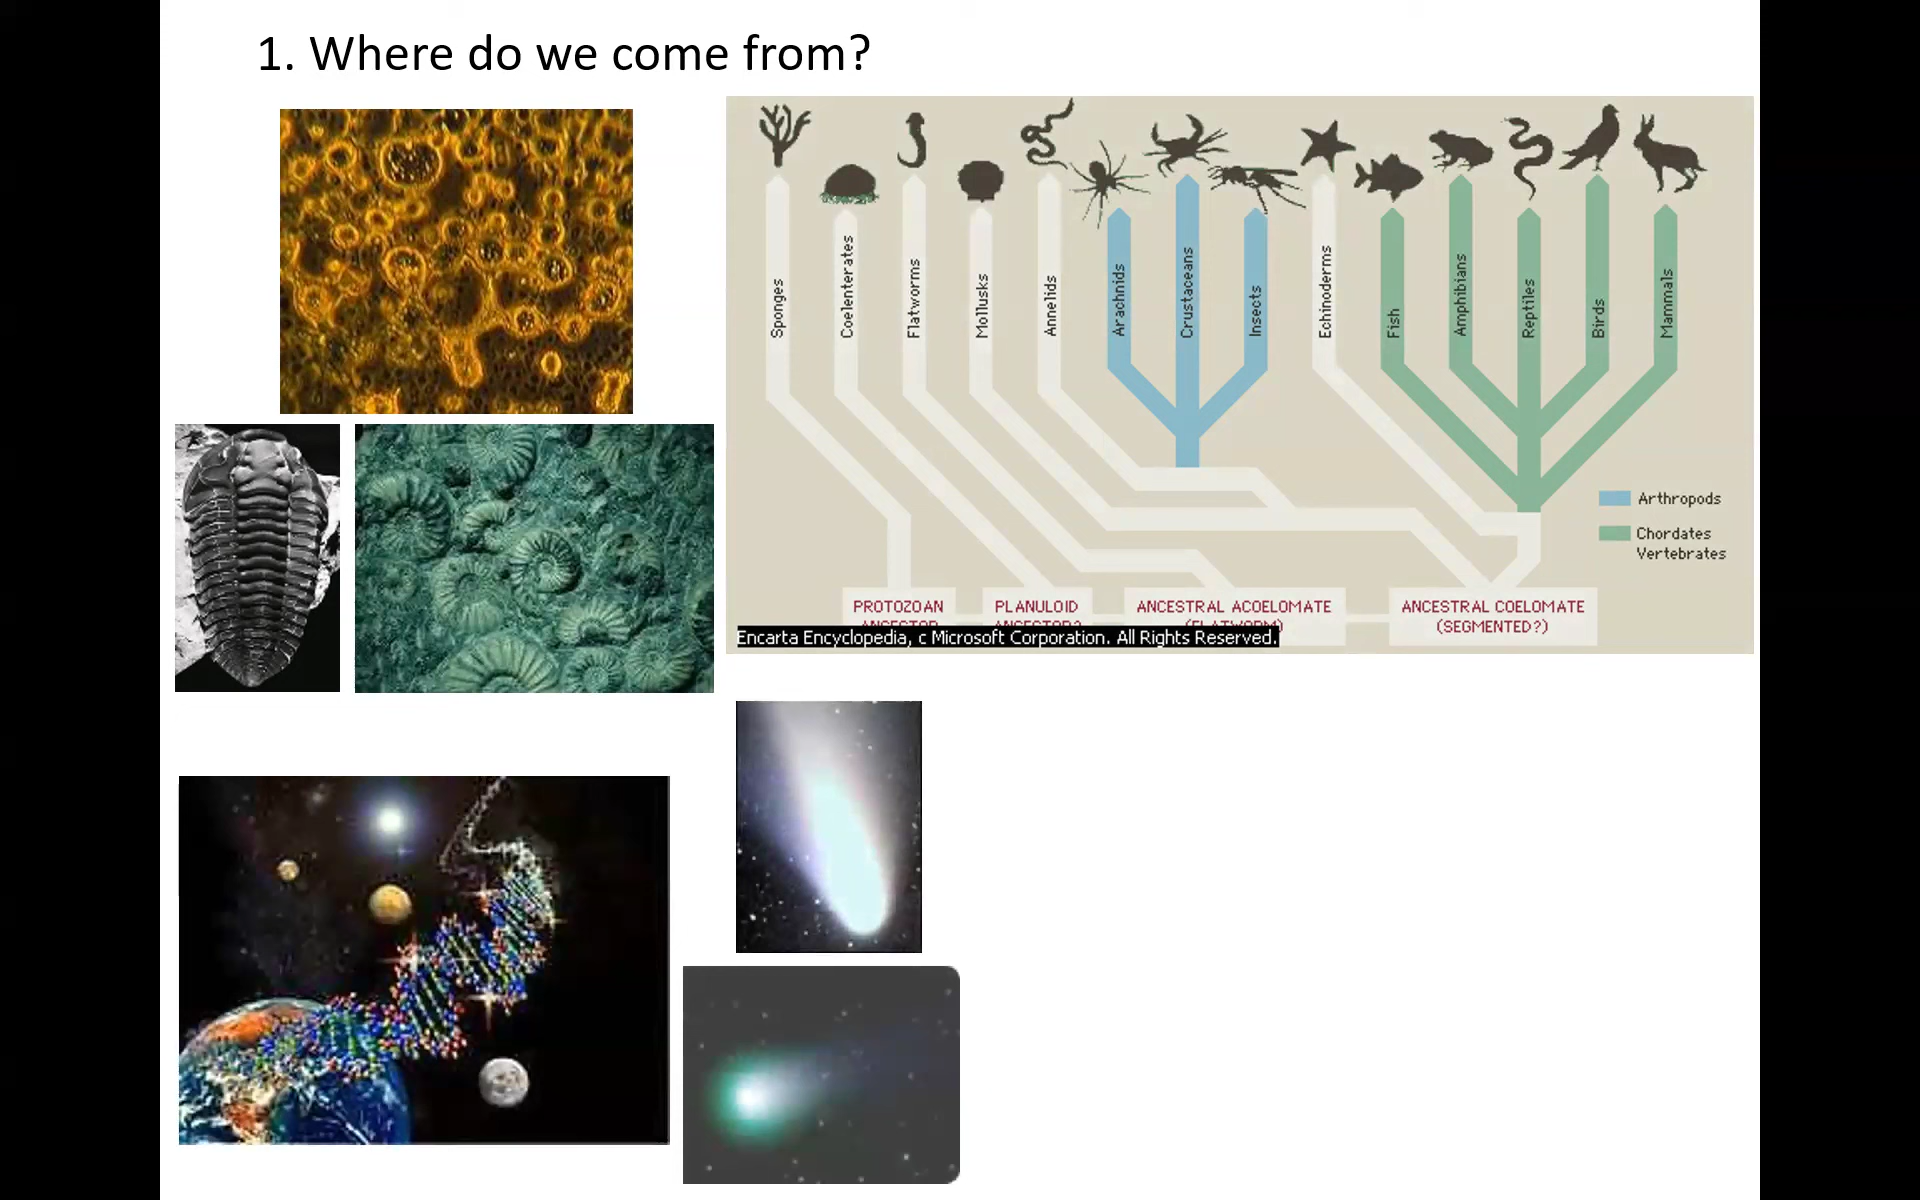 1. Where do we come from?
Sponges
Coelenterates
Flatworms
Mollusks
Annelids
Arachnids
Crustaceans
Insects
Echinoderms
Fish
Amphibians
Reptiles
Birds
Mammals
Arthropods
Chordates
Vertebrates
PROTOZOAN
PLANULOID
ANCESTRAL ACOELOMATE
ANCESTRAL COELOMATE
(SEGMENTED?)
Encarta Encyclopedia, c Microsoft Corporation. All Rights Reserved.